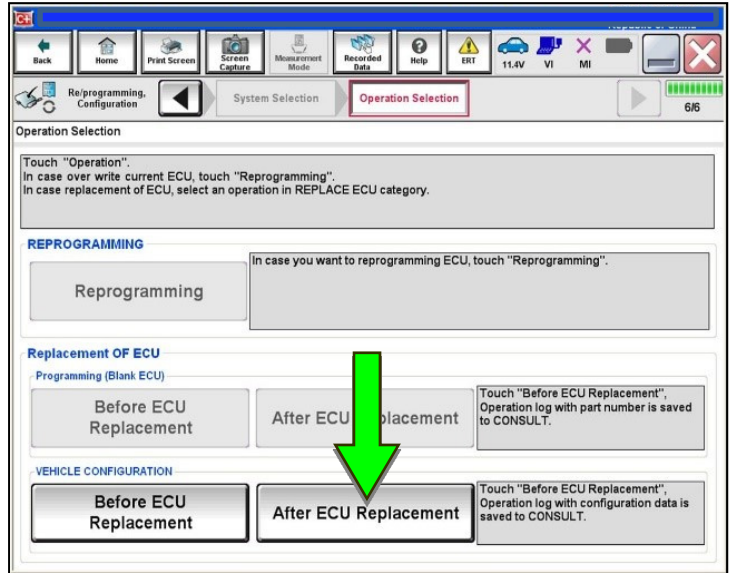 C+
Back
Home
Print Screen
Screen
Capture
Measurement
Mode
Recorded
Data
Help
ERT
11.4V
VI
MI
Re/programming,
Configuration
System Selection
Operation Selection
6/6
Operation Selection
Touch "Operation".
In case over write current ECU, touch "Reprogramming".
In case replacement of ECU, select an operation in REPLACE ECU category.
REPROGRAMMING
Reprogramming
In case you want to reprogramming ECU, touch "Reprogramming".
Replacement OF ECU
Programming (Blank ECU)
Before ECU
Replacement
After ECU
Touch "Before ECU Replacement",
Operation log with part number is saved
to CONSULT.
VEHICLE CONFIGURATION
Before ECU
Replacement
After ECU Replacement
Touch "Before ECU Replacement",
Operation log with configuration data is
saved to CONSULT.